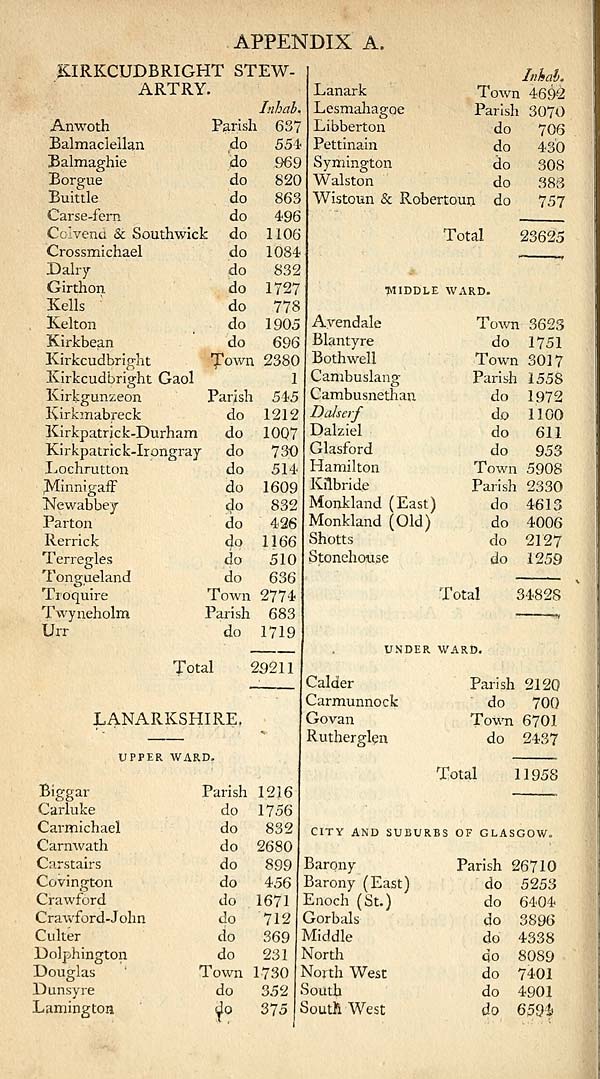 APPENDIX A.
KIRKCUDBRIGHT STEW-
ARTRY.
Inhab.
Anwoth Parish 637
Balmaclellan do 554
Balmaghie do 969
Borgue do 820
Buittle do 863
Carse-fern do 496
Colvend & Southwick do 1106
Crossmichael do 1084
Dalry do 832
Girthon do 1727
Kells do 778
Kelton do 1905
Kirkbean do 696
Kirkcudbright Town 2380
Kirkcudbright Gaol 1
Kirkgunzeon Parish 545
Kirkmabreck do 1212
Kirkpatrick-Durham do 1007
Kirkpatrick-Irongray do 730
Lochrutton do 514
Minnigaff do 1609
Newabbey do 832
Parton do 426
Rerrick do 1166
Terregles do 510
Tongueland do 636
Troquire Town 2774
Twyneholm Parish 683
Urr do 1719
Total 29211
LANARKSHIRE.
UPPER WARD.
Biggar Parish 1216
Carluke do 1756
Carmichael do 832
Carnwath do 2680
Carstairs do 899
Covington do 456
Crawford do 1671
Crawford-John do 712
Culter do 369
Dolphington do 231
Douglas Town 1730
Dunsyre do 352
Lamington do 375
Inhab.
Lanark Town 4692
Lesmahagoe Parish 3070
Libberton do 706
Pettinain do 430
Symington do 308
Walston do 383
Wistoun & Robertoun do 757
Total 23625
MIDDLE WARD.
Avendale Town 3623
Blantyre do 1751
Bothwell Town 3017
Cambuslang Parish 1558
Cambusnethan do 1972
Dalserf do 1100
Dalziel do 611
Glasford do 953
Hamilton Town 5908
Kilbride Parish 2330
Monkland (East) do 4613
Monkland (Old) do 4006
Shotts do 2127
Stonehouse do 1259
Total 34828
UNDER WARD.
Calder Parish 2120
Carmunnock do 700
Govan Town 6701
Rutherglen do 2437
Total 11958
CITY AND SUBURBS OF GLASGOW.
Barony Parish 26710
Barony (East) do 5253
Enoch (St.) do 6404
Gorbals do 3896
Middle do 4338
North do 8089
North West do 7401
South do 4901
South West do 6594